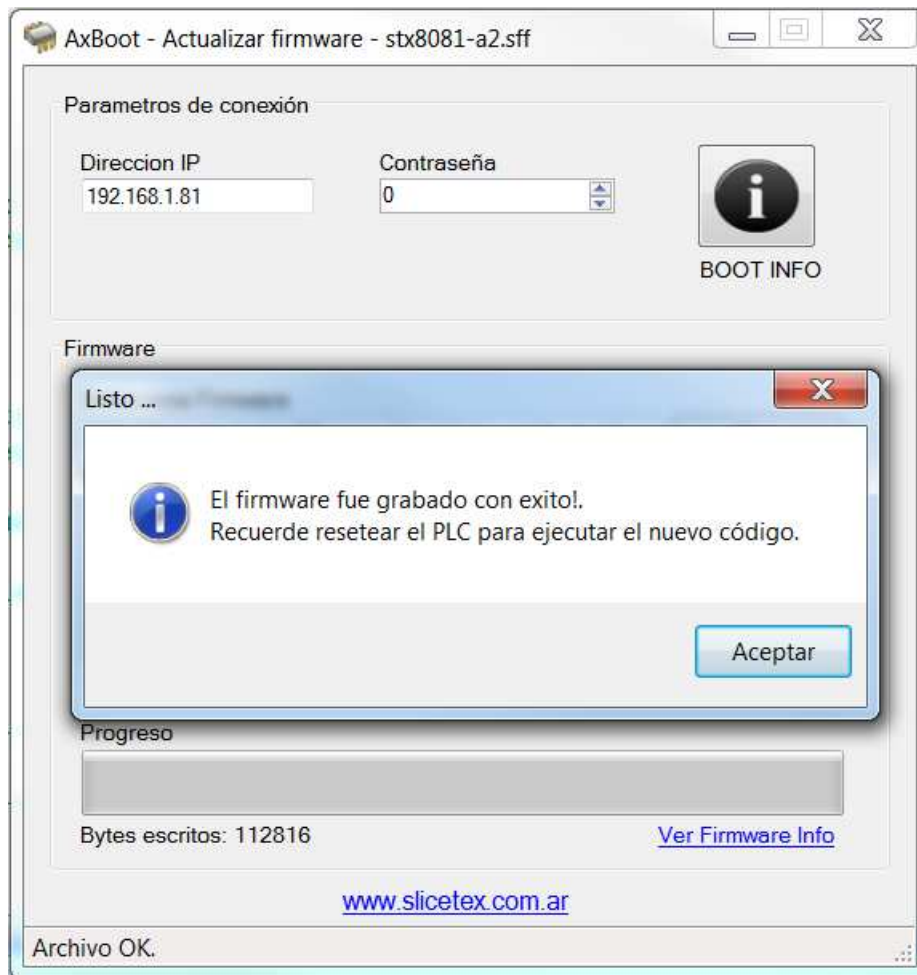 AxBoot - Actualizar firmware - stx8081-a2.sff
Parametros de conexión
Direccion IP
Contraseña
192.168.1.81
0
BOOT INFO
Firmware
Listo ...
El firmware fue grabado con exito!.
Recuerde resetear el PLC para ejecutar el nuevo código.
Aceptar
Progreso
Bytes escritos: 112816
Ver Firmware Info
www.slicetex.com.ar
Archivo OK.